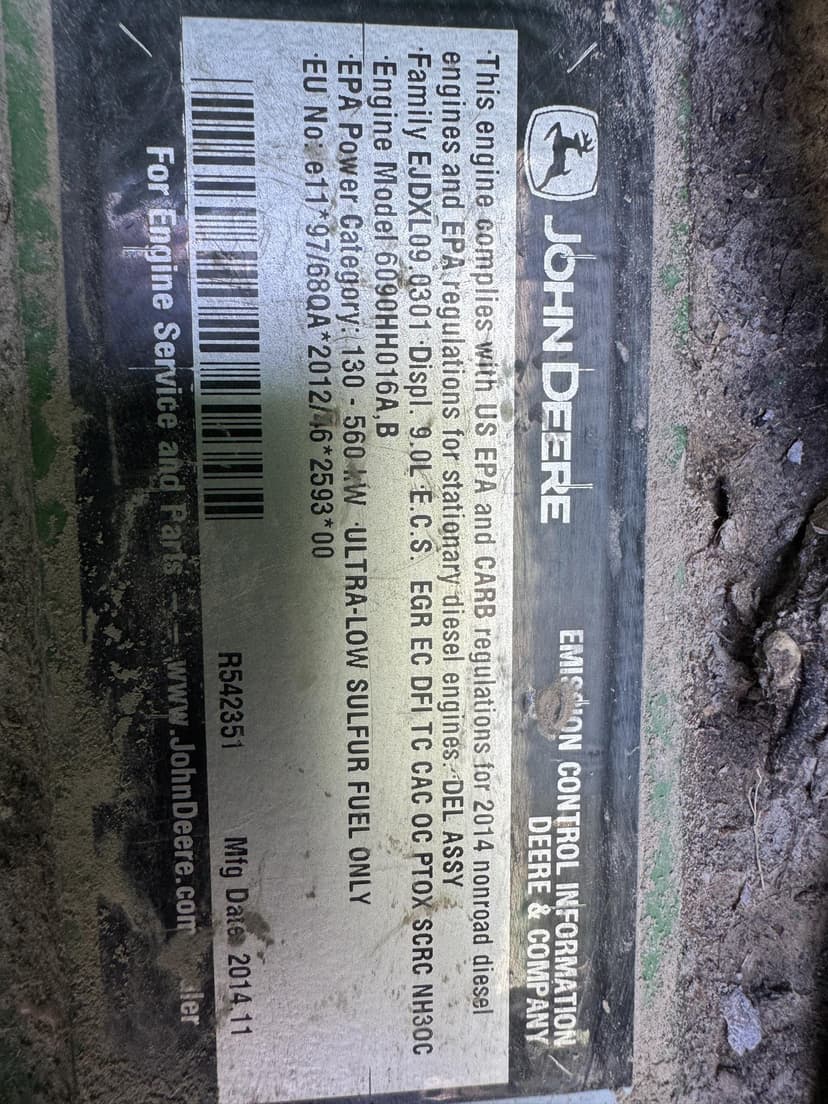 JOHN DEERE
EMISSION CONTROL INFORMATION
DEERE & COMPANY
·This engine complies with US EPA and CARB regulations for 2014 nonroad diesel
engines and EPA regulations for stationary diesel engines. ·DEL ASSY
·Family EJDXL09.0301 ·Displ. 9.0L ·E.C.S. EGR EC DFI TC CAC OC PTOX SCRC NH3OC
·Engine Model 6090HH016A,B
·EPA Power Category: 130 - 560 kW ·ULTRA-LOW SULFUR FUEL ONLY
·EU No: e11*97/68QA*2012/46*2593*00
R542351 Mfg Date 2014.11
For Engine Service and Parts -- www.JohnDeere.com